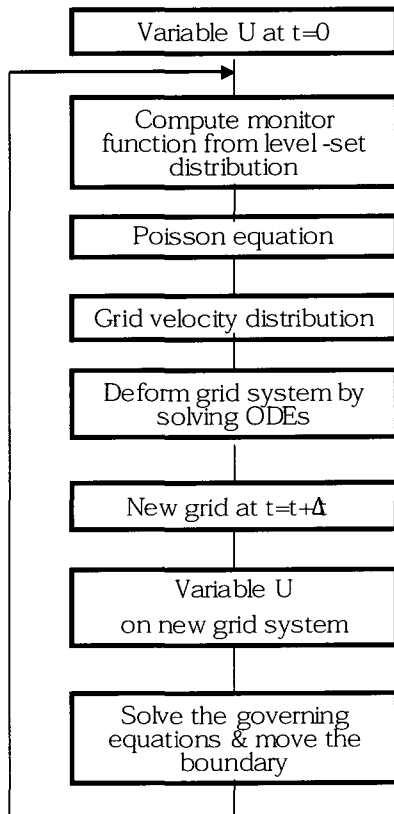 Variable U at t=0
Compute monitor
function from level -set
distribution
Poisson equation
Grid velocity distribution
Deform grid system by
solving ODEs
New grid at t=t+Δt
Variable U
on new grid system
Solve the governing
equations & move the
boundary